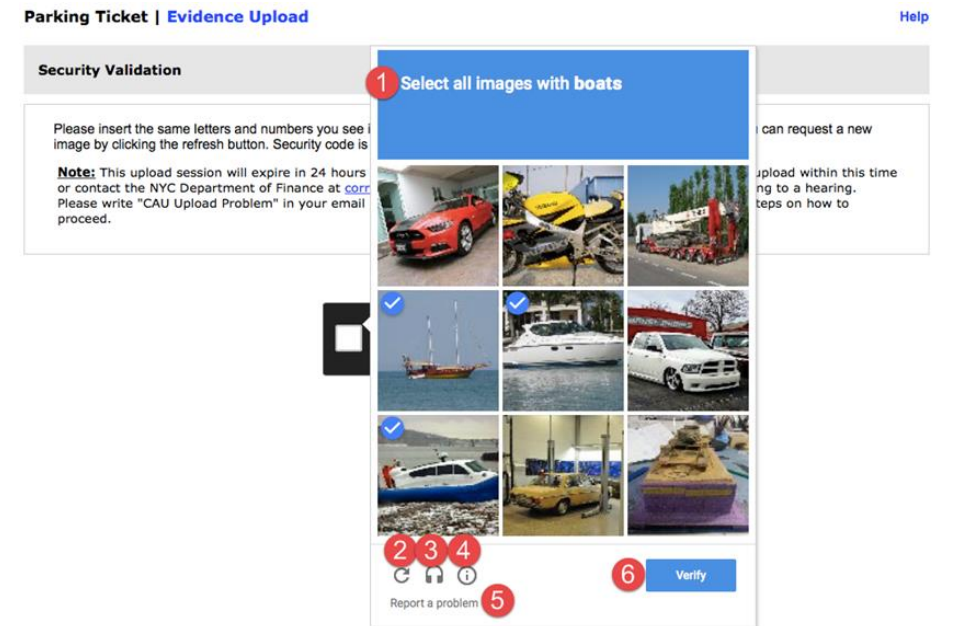 Parking Ticket | Evidence Upload
Help
Security Validation
1 Select all images with boats
Please insert the same letters and numbers you see i
can request a new
image by clicking the refresh button. Security code is
Note: This upload session will expire in 24 hours
upload within this time
or contact the NYC Department of Finance at corr
ng to a hearing.
Please write "CAU Upload Problem" in your email
teps on how to
proceed.
2 3 4
6 Verify
Report a problem 5